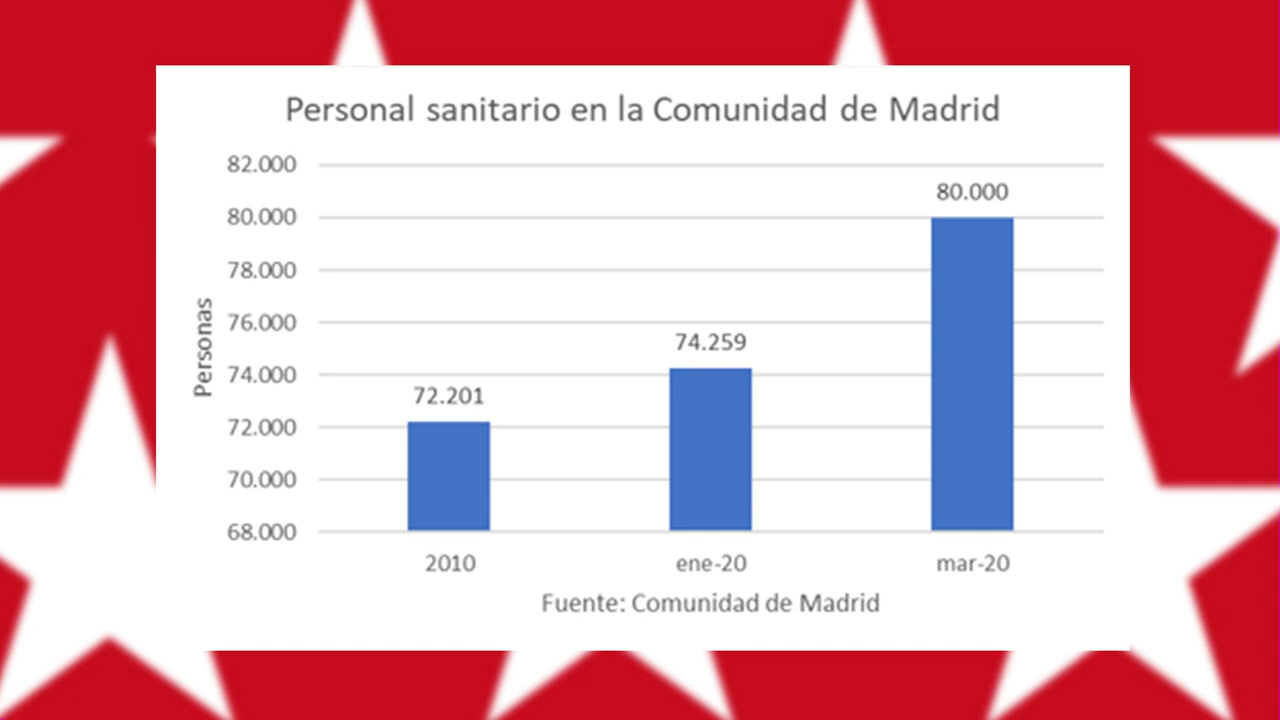 Personal sanitario en la Comunidad de Madrid
82.000
80.000
78.000
76.000
74.000
72.000
70.000
68.000
Personas
72.201
74.259
80.000
2010
ene-20
mar-20
Fuente: Comunidad de Madrid